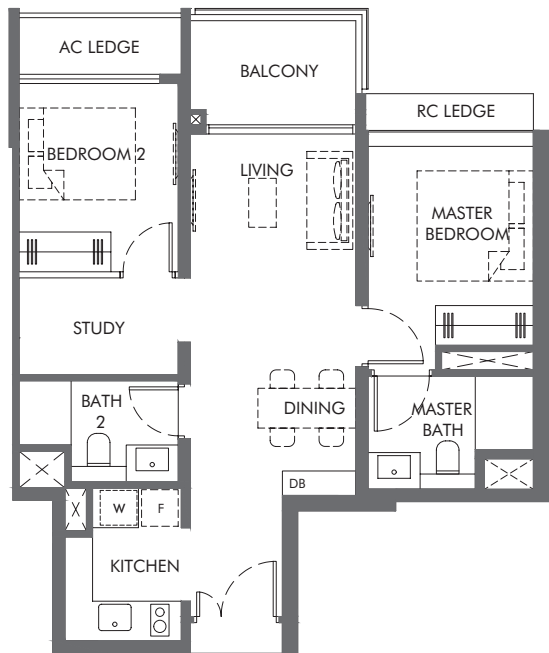 AC LEDGE
BALCONY
RC LEDGE
BEDROOM 2
LIVING
MASTER
BEDROOM
STUDY
BATH
2
DINING
MASTER
BATH
DB
W
F
KITCHEN